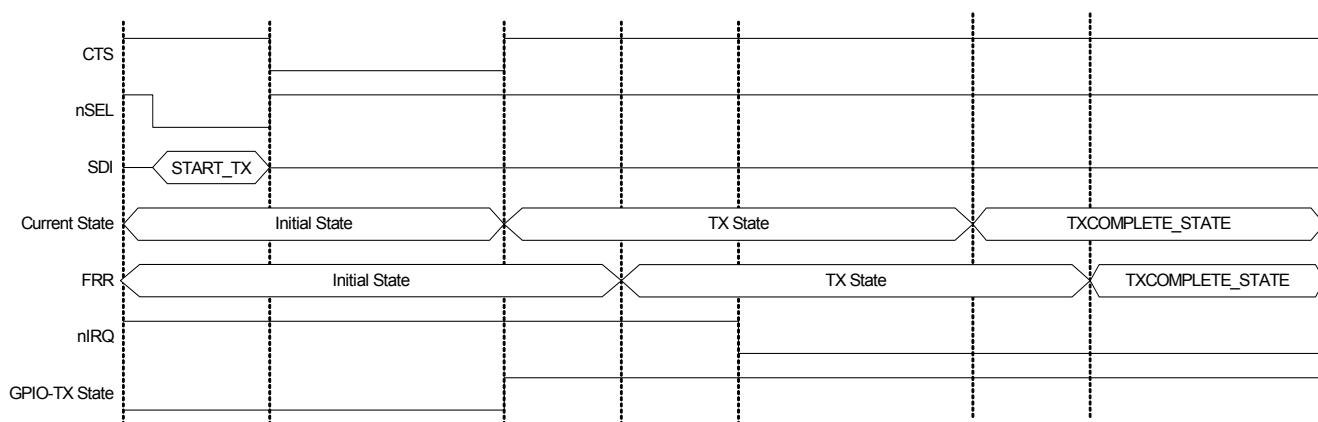 CTS
nSEL
SDI START_TX
Current State Initial State TX State TXCOMPLETE_STATE
FRR Initial State TX State TXCOMPLETE_STATE
nIRQ
GPIO-TX State